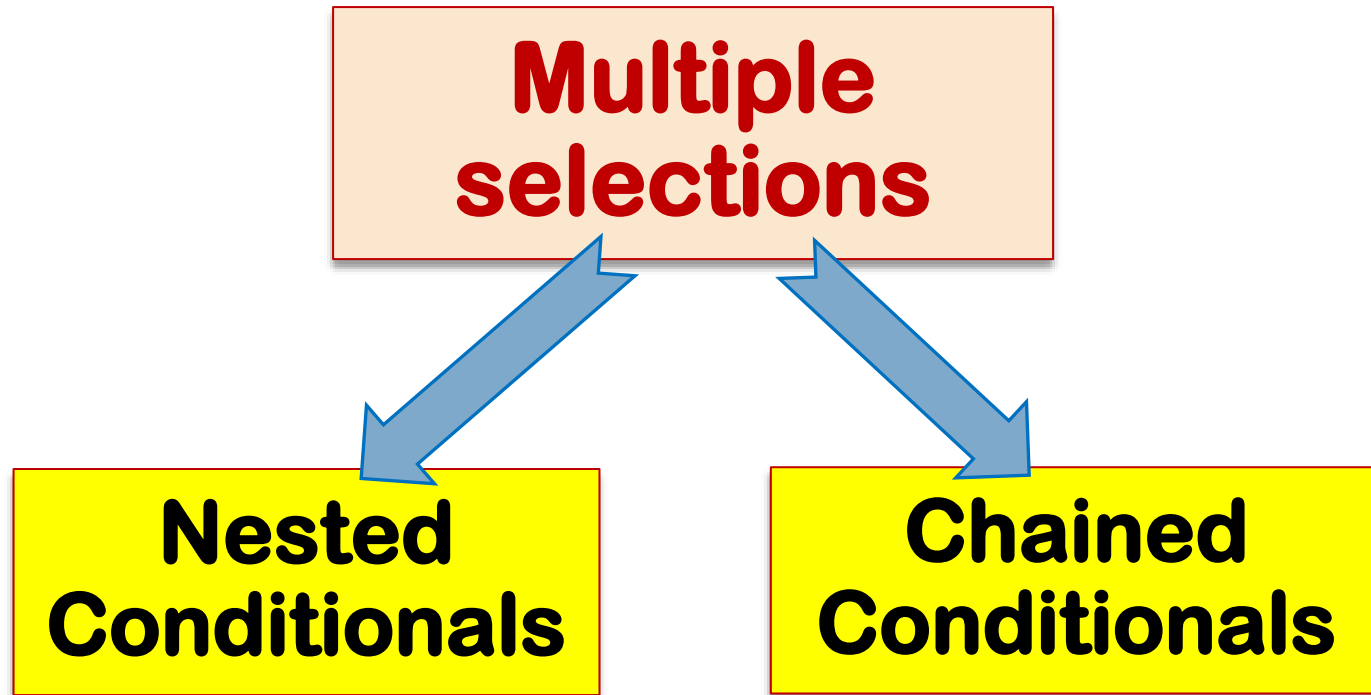 Multiple
selections
Nested
Conditionals
Chained
Conditionals